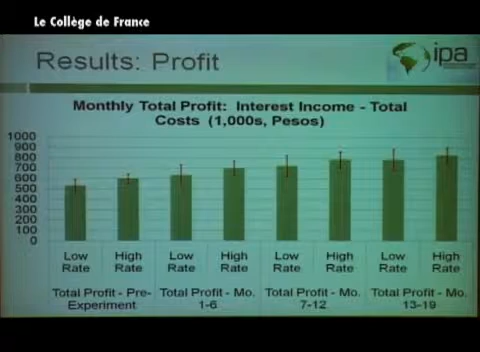 Le Collège de France
Results: Profit
ipa
Monthly Total Profit: Interest Income - Total
Costs (1,000s, Pesos)
1000
900
800
700
600
500
400
300
200
100
0
Low Rate
High Rate
Low Rate
High Rate
Low Rate
High Rate
Low Rate
High Rate
Total Profit - Pre-
Experiment
Total Profit - Mo.
1-6
Total Profit - Mo.
7-12
Total Profit - Mo.
13-19